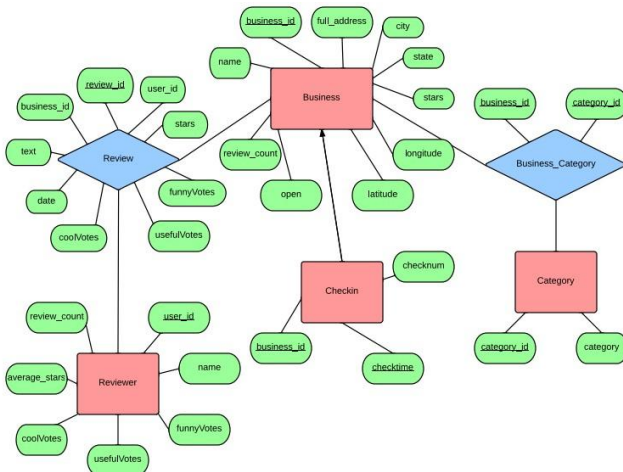 business_id
full_address
city
name
state
review_id
user_id
Business
stars
business_id
stars
business_id
category_id
text
Review
review_count
longitude
Business_Category
date
funnyVotes
open
latitude
coolVotes
usefulVotes
checknum
Checkin
Category
review_count
user_id
business_id
category_id
category
checktime
average_stars
Reviewer
name
coolVotes
funnyVotes
usefulVotes